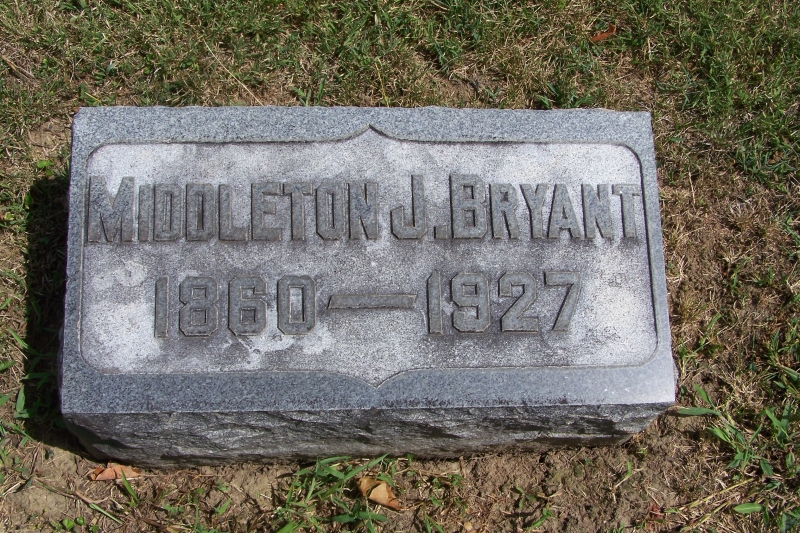 MIDDLETON J. BRYANT
1860—1927